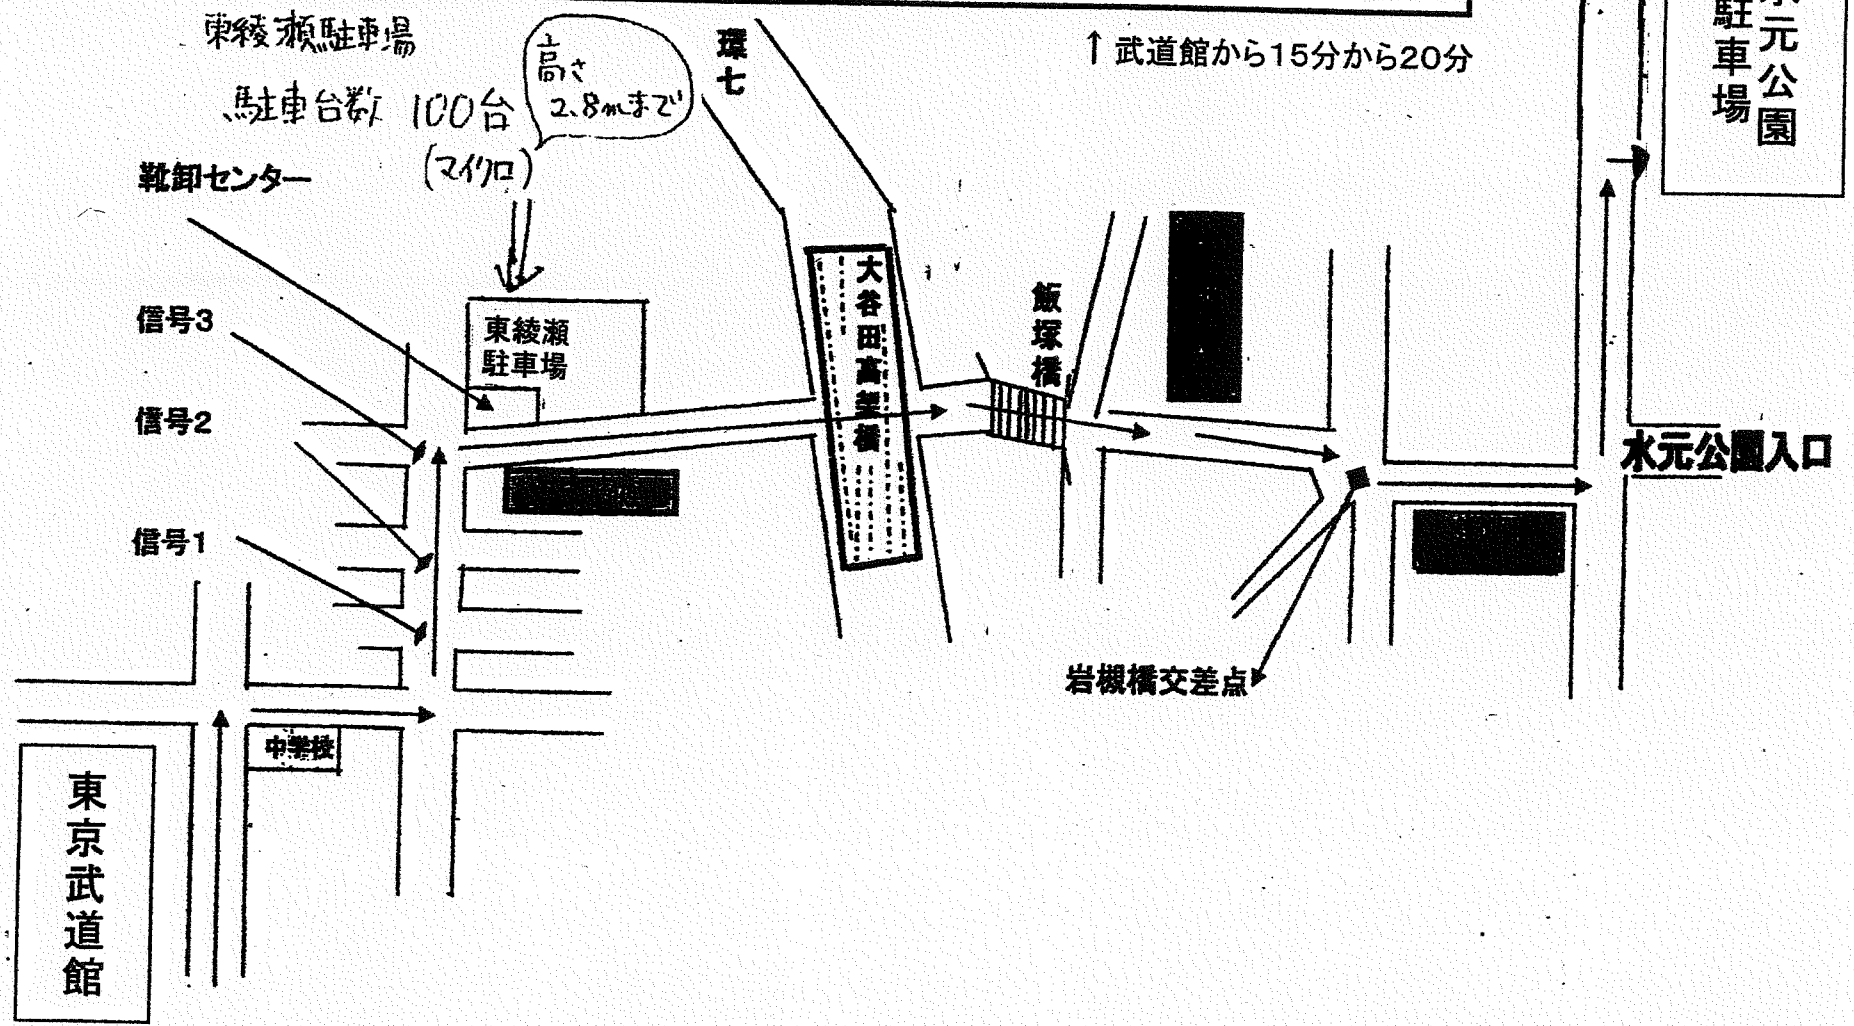 東綾瀬駐車場
駐車台数 100台
(マイクロ)
高さ
2.8mまで
環七
↑ 武道館から15分から20分
水元公園
駐車場
靴卸センター
信号3
信号2
信号1
東綾瀬
駐車場
大谷田高架橋
飯塚橋
水元公園入口
岩槻橋交差点
中学校
東京武道館